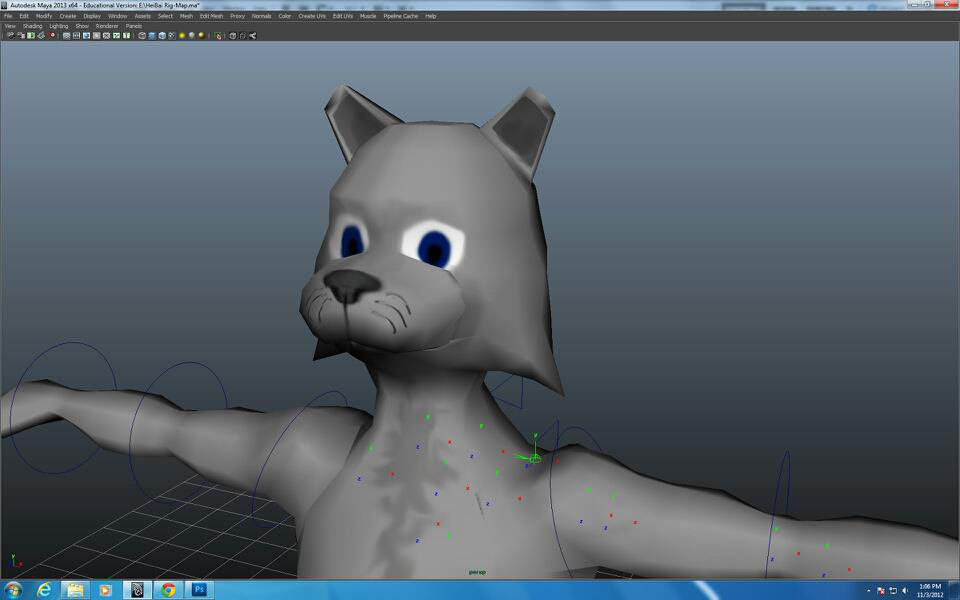 Autodesk Maya 2013 x64 - Educational Version: E:\HeiBai Rig-Map.ma*
File Edit Modify Create Display Window Assets Select Mesh Edit Mesh Proxy Normals Color Create UVs Edit UVs Muscle Pipeline Cache Help
View Shading Lighting Show Renderer Panels
persp
Ps
1:06 PM
11/3/2012